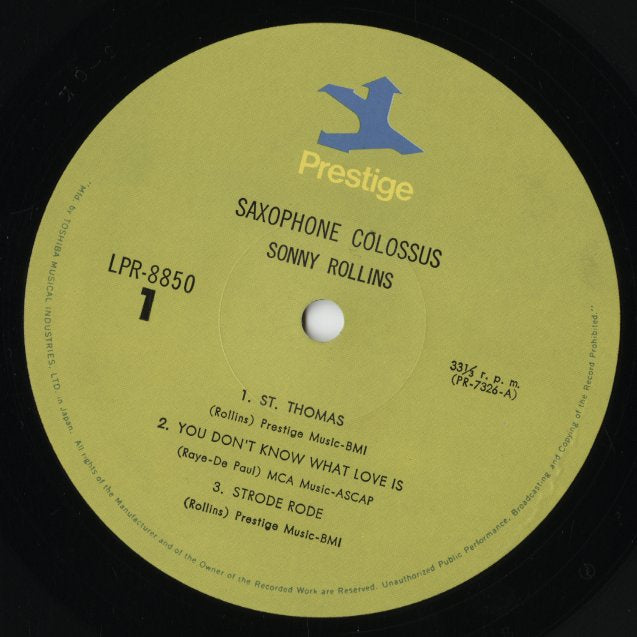 Prestige
SAXOPHONE COLOSSUS
SONNY ROLLINS
LPR-8850
1
33⅓ r. p. m.
(PR-7326-A)
1. ST. THOMAS
(Rollins) Prestige Music-BMI
2. YOU DON'T KNOW WHAT LOVE IS
(Raye-De Paul) MCA Music-ASCAP
3. STRODE RODE
(Rollins) Prestige Music-BMI
"Mfd. by TOSHIBA MUSICAL INDUSTRIES, LTD. in Japan. All rights of the Manufacturer and of the Owner of the Recorded Work are Reserved. Unauthorized Public Performance, Broadcasting and Copying of the Record Prohibited."